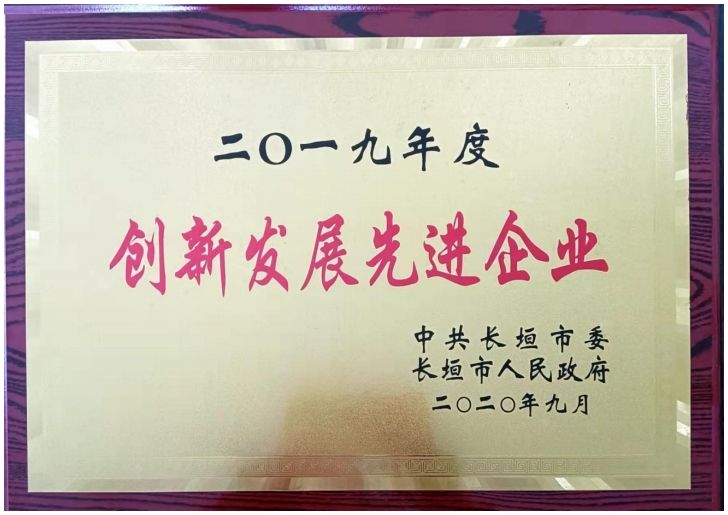 二〇一九年度
创新发展先进企业
中共长垣市委
长垣市人民政府
二〇二〇年九月